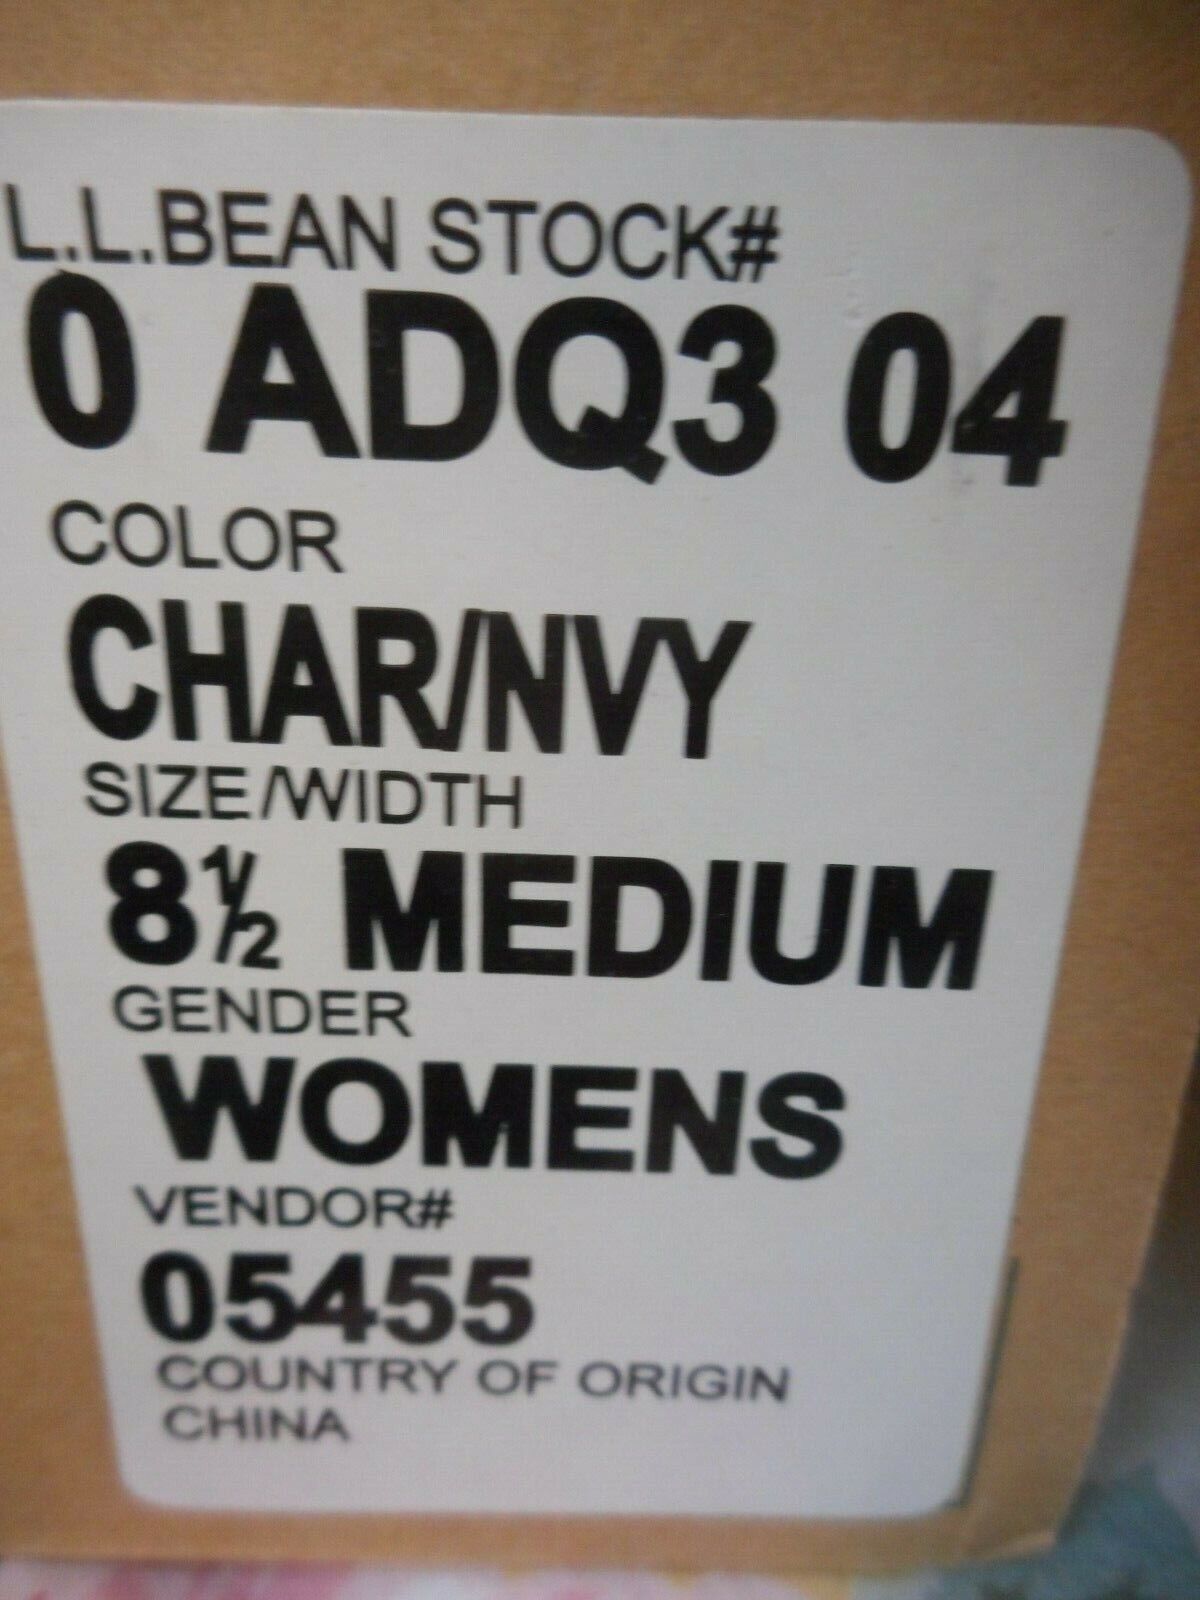 L.L.BEAN STOCK#
0 ADQ3 04
COLOR
CHAR/NVY
SIZE/WIDTH
8½ MEDIUM
GENDER
WOMENS
VENDOR#
05455
COUNTRY OF ORIGIN
CHINA